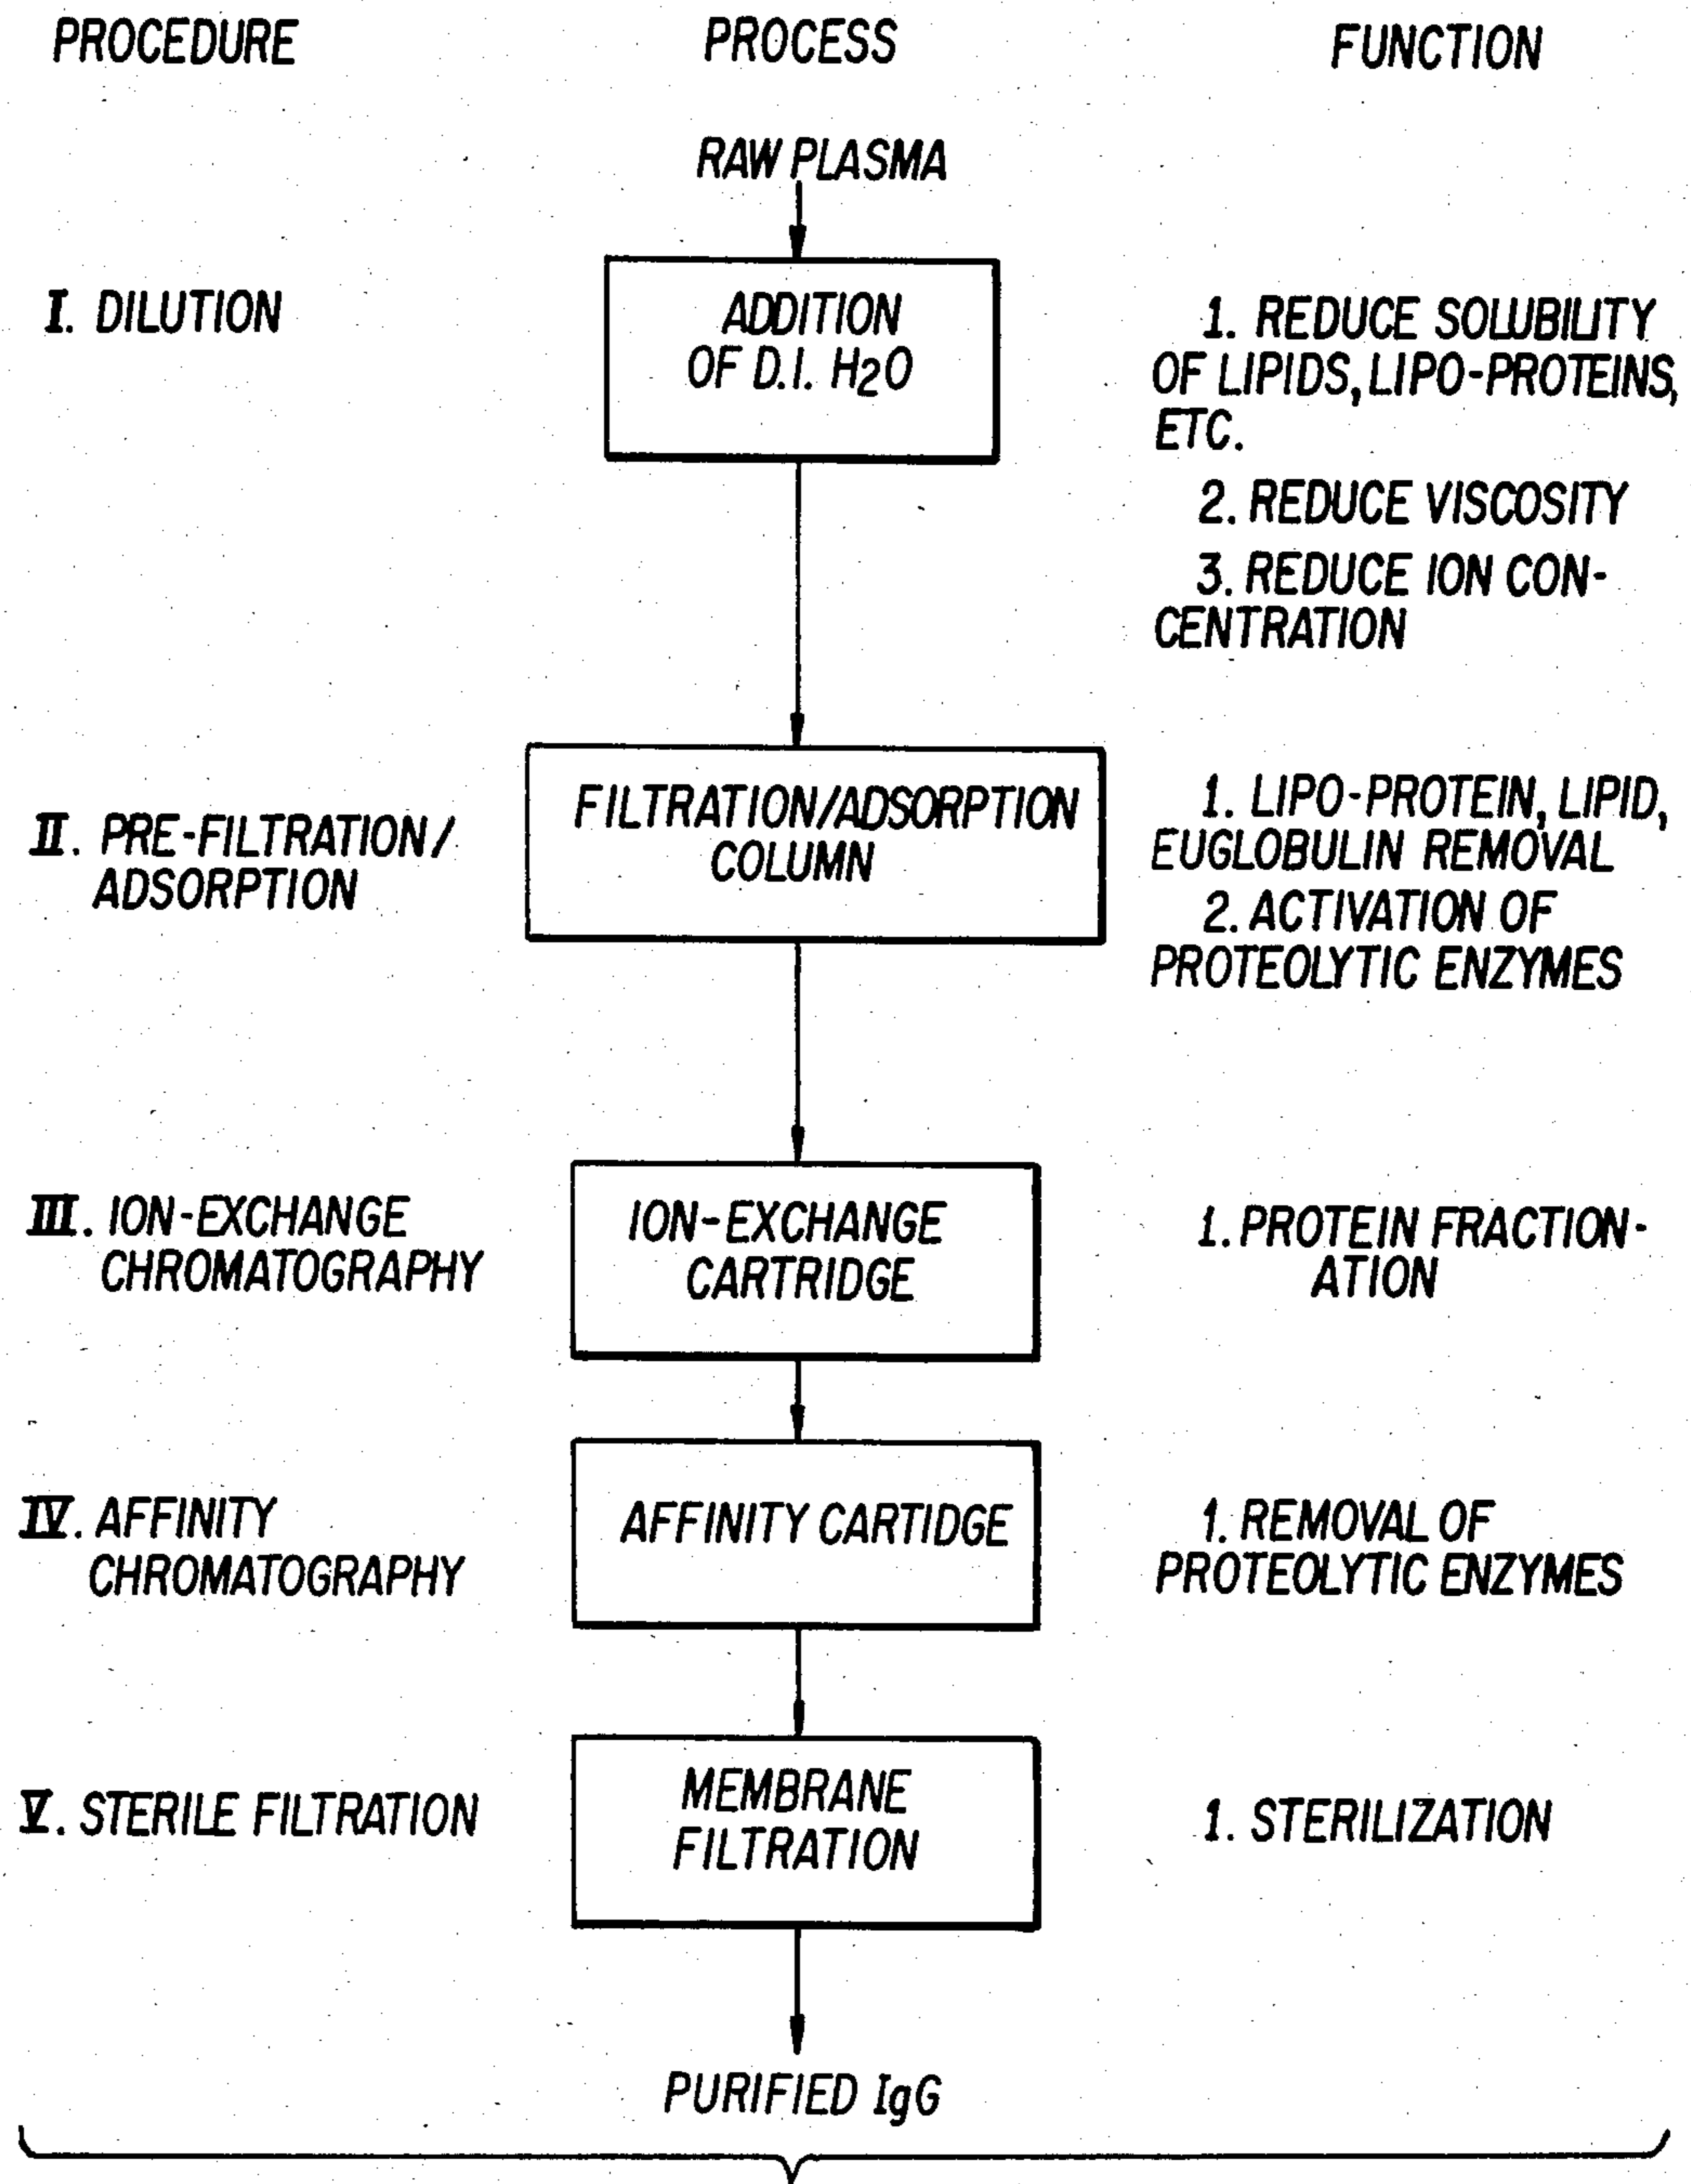 PROCEDURE PROCESS FUNCTION
RAW PLASMA
I. DILUTION
ADDITION
OF D.I. H2O
1. REDUCE SOLUBILITY
OF LIPIDS, LIPO-PROTEINS,
ETC.
2. REDUCE VISCOSITY
3. REDUCE ION CON-
CENTRATION
II. PRE-FILTRATION/
ADSORPTION
FILTRATION/ADSORPTION
COLUMN
1. LIPO-PROTEIN, LIPID,
EUGLOBULIN REMOVAL
2. ACTIVATION OF
PROTEOLYTIC ENZYMES
III. ION-EXCHANGE
CHROMATOGRAPHY
ION-EXCHANGE
CARTRIDGE
1. PROTEIN FRACTION-
ATION
IV. AFFINITY
CHROMATOGRAPHY
AFFINITY CARTIDGE
1. REMOVAL OF
PROTEOLYTIC ENZYMES
V. STERILE FILTRATION
MEMBRANE
FILTRATION
1. STERILIZATION
PURIFIED IgG